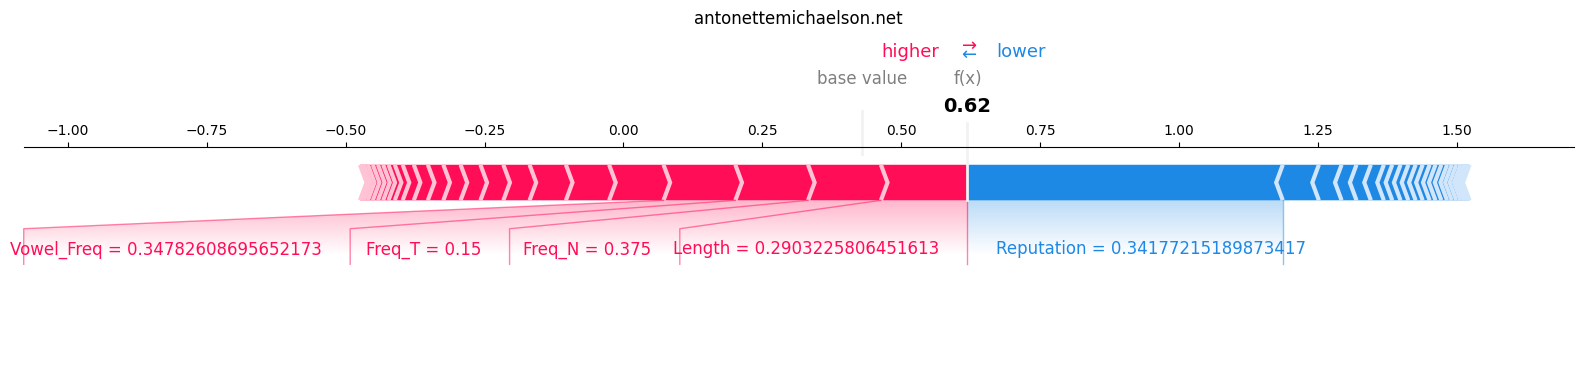 antonettemichaelson.net
higher ⇄ lower
base value f(x)
0.62
−1.00 −0.75 −0.50 −0.25 0.00 0.25 0.50 0.75 1.00 1.25 1.50
Vowel_Freq = 0.34782608695652173 Freq_T = 0.15 Freq_N = 0.375 Length = 0.2903225806451613 Reputation = 0.34177215189873417